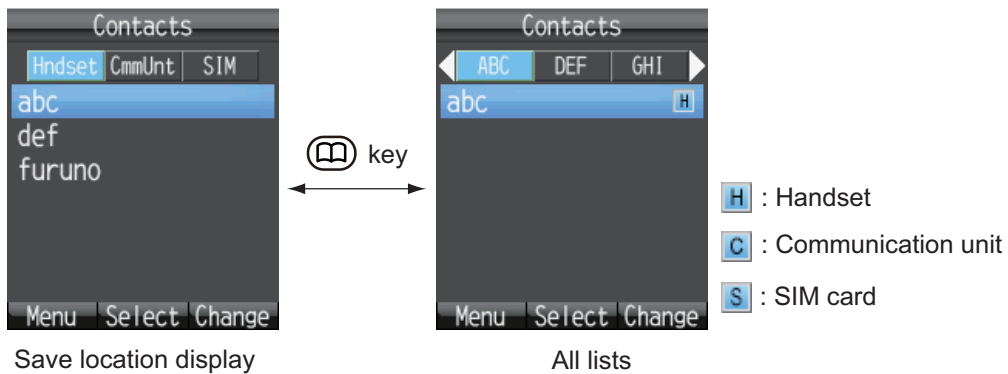 Contacts
Hndset CmmUnt SIM
abc
def
furuno
Menu Select Change
Save location display
key
Contacts
ABC DEF GHI
abc H
Menu Select Change
All lists
H : Handset
C : Communication unit
S : SIM card